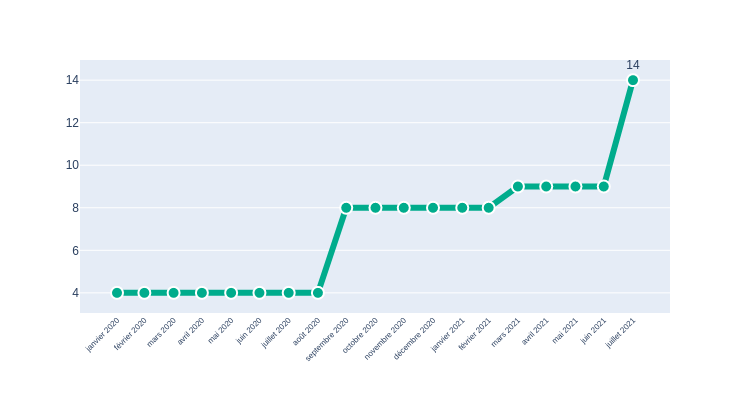 14
14
12
10
8
6
4
janvier 2020
février 2020
mars 2020
avril 2020
mai 2020
juin 2020
juillet 2020
août 2020
septembre 2020
octobre 2020
novembre 2020
décembre 2020
janvier 2021
février 2021
mars 2021
avril 2021
mai 2021
juin 2021
juillet 2021